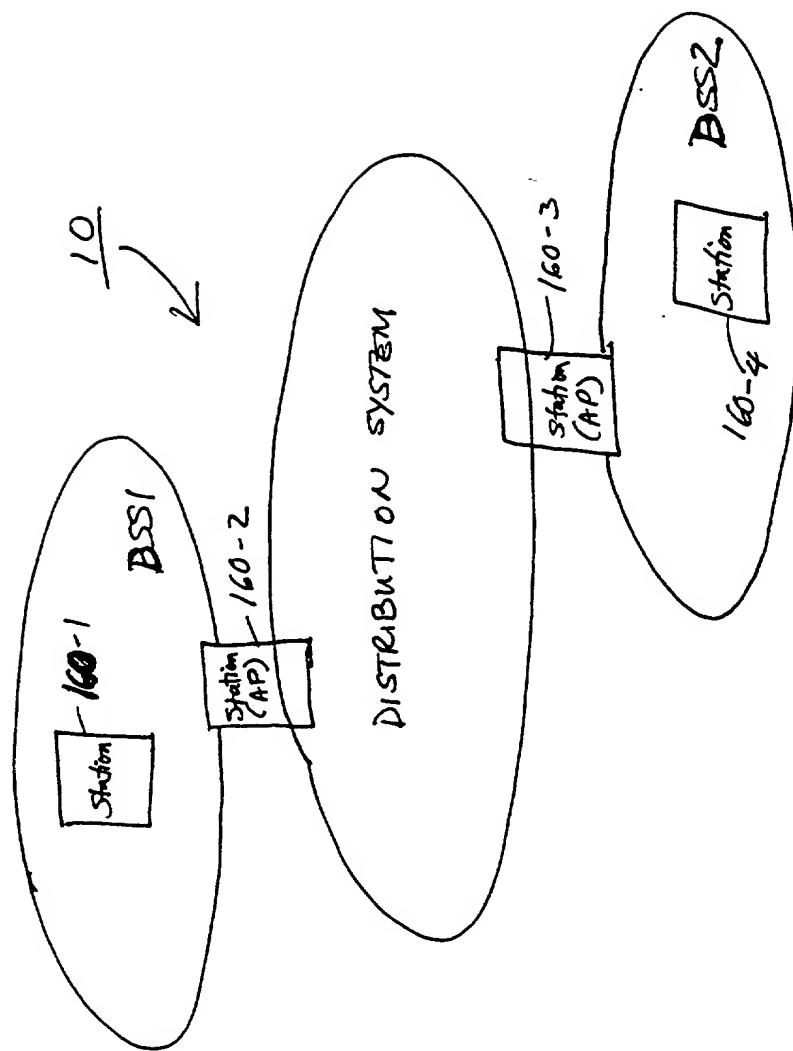 10
BSS1
Station
160-1
Station
(AP)
160-2
DISTRIBUTION SYSTEM
Station
(AP)
160-3
BSS2
Station
160-4